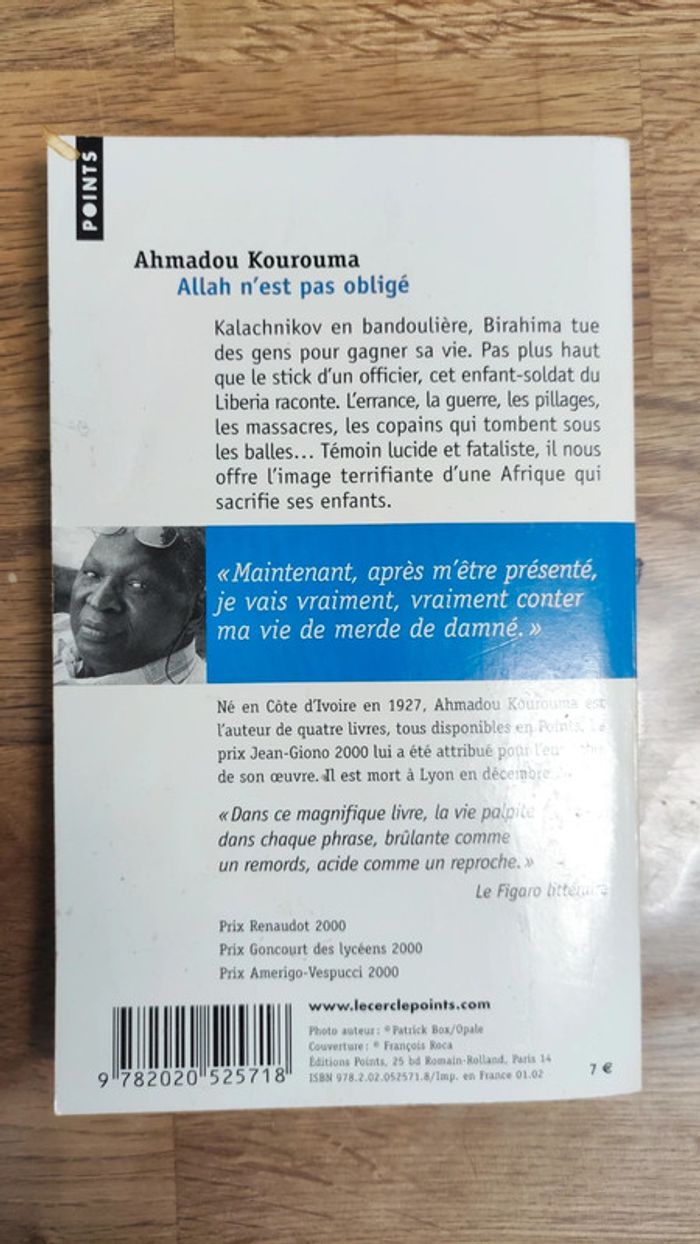 POINTS
Ahmadou Kourouma
Allah n'est pas obligé
Kalachnikov en bandoulière, Birahima tue
des gens pour gagner sa vie. Pas plus haut
que le stick d'un officier, cet enfant-soldat du
Liberia raconte. L'errance, la guerre, les pillages,
les massacres, les copains qui tombent sous
les balles... Témoin lucide et fataliste, il nous
offre l'image terrifiante d'une Afrique qui
sacrifie ses enfants.
« Maintenant, après m'être présenté,
je vais vraiment, vraiment conter
ma vie de merde de damné. »
Né en Côte d'Ivoire en 1927, Ahmadou Kourouma est
l'auteur de quatre livres, tous disponibles en Points. Le
prix Jean-Giono 2000 lui a été attribué pour
de son œuvre. Il est mort à Lyon en décembre
« Dans ce magnifique livre, la vie palpite
dans chaque phrase, brûlante comme
un remords, acide comme un reproche. »
Le Figaro littéraire
Prix Renaudot 2000
Prix Goncourt des lycéens 2000
Prix Amerigo-Vespucci 2000
www.lecerclepoints.com
Photo auteur : © Patrick Box/Opale
Couverture : © François Roca
Éditions Points, 25 bd Romain-Rolland, Paris 14
ISBN 978.2.02.052571.8/Imp. en France 01.02
7 €
9 782020 525718